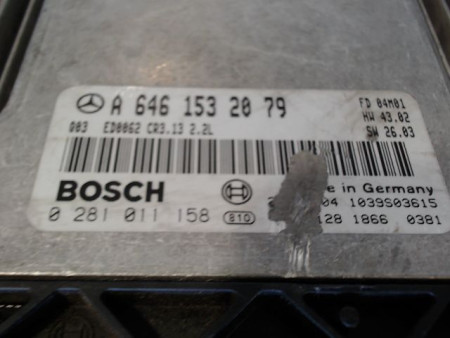 A 646 153 20 79
FD 04M01
HW 43.02
003 ED0062 CR3.13 2.2L
SW 26.03
BOSCH
in Germany
0 281 011 158
210
04 1039S03615
128 1866 0381